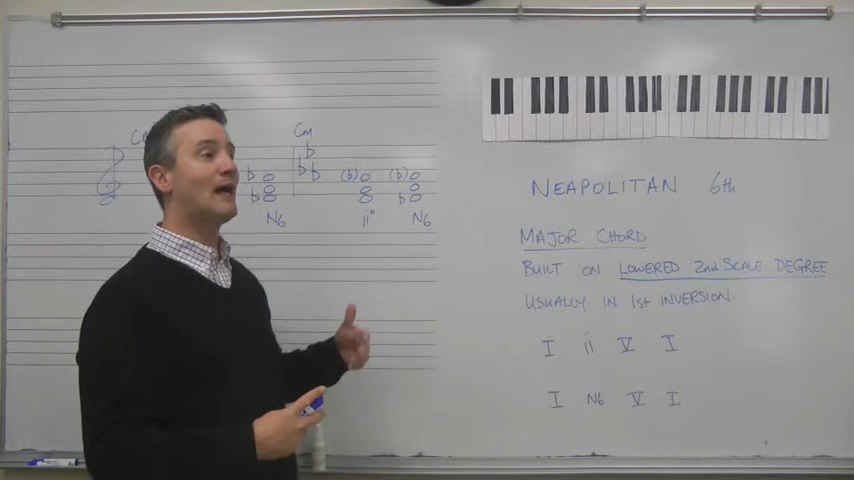 Cm Cm
N6 ii° N6
NEAPOLITAN 6th
MAJOR CHORD
BUILT ON LOWERED 2nd SCALE DEGREE
USUALLY IN 1st INVERSION.
I ii V I
I N6 V I